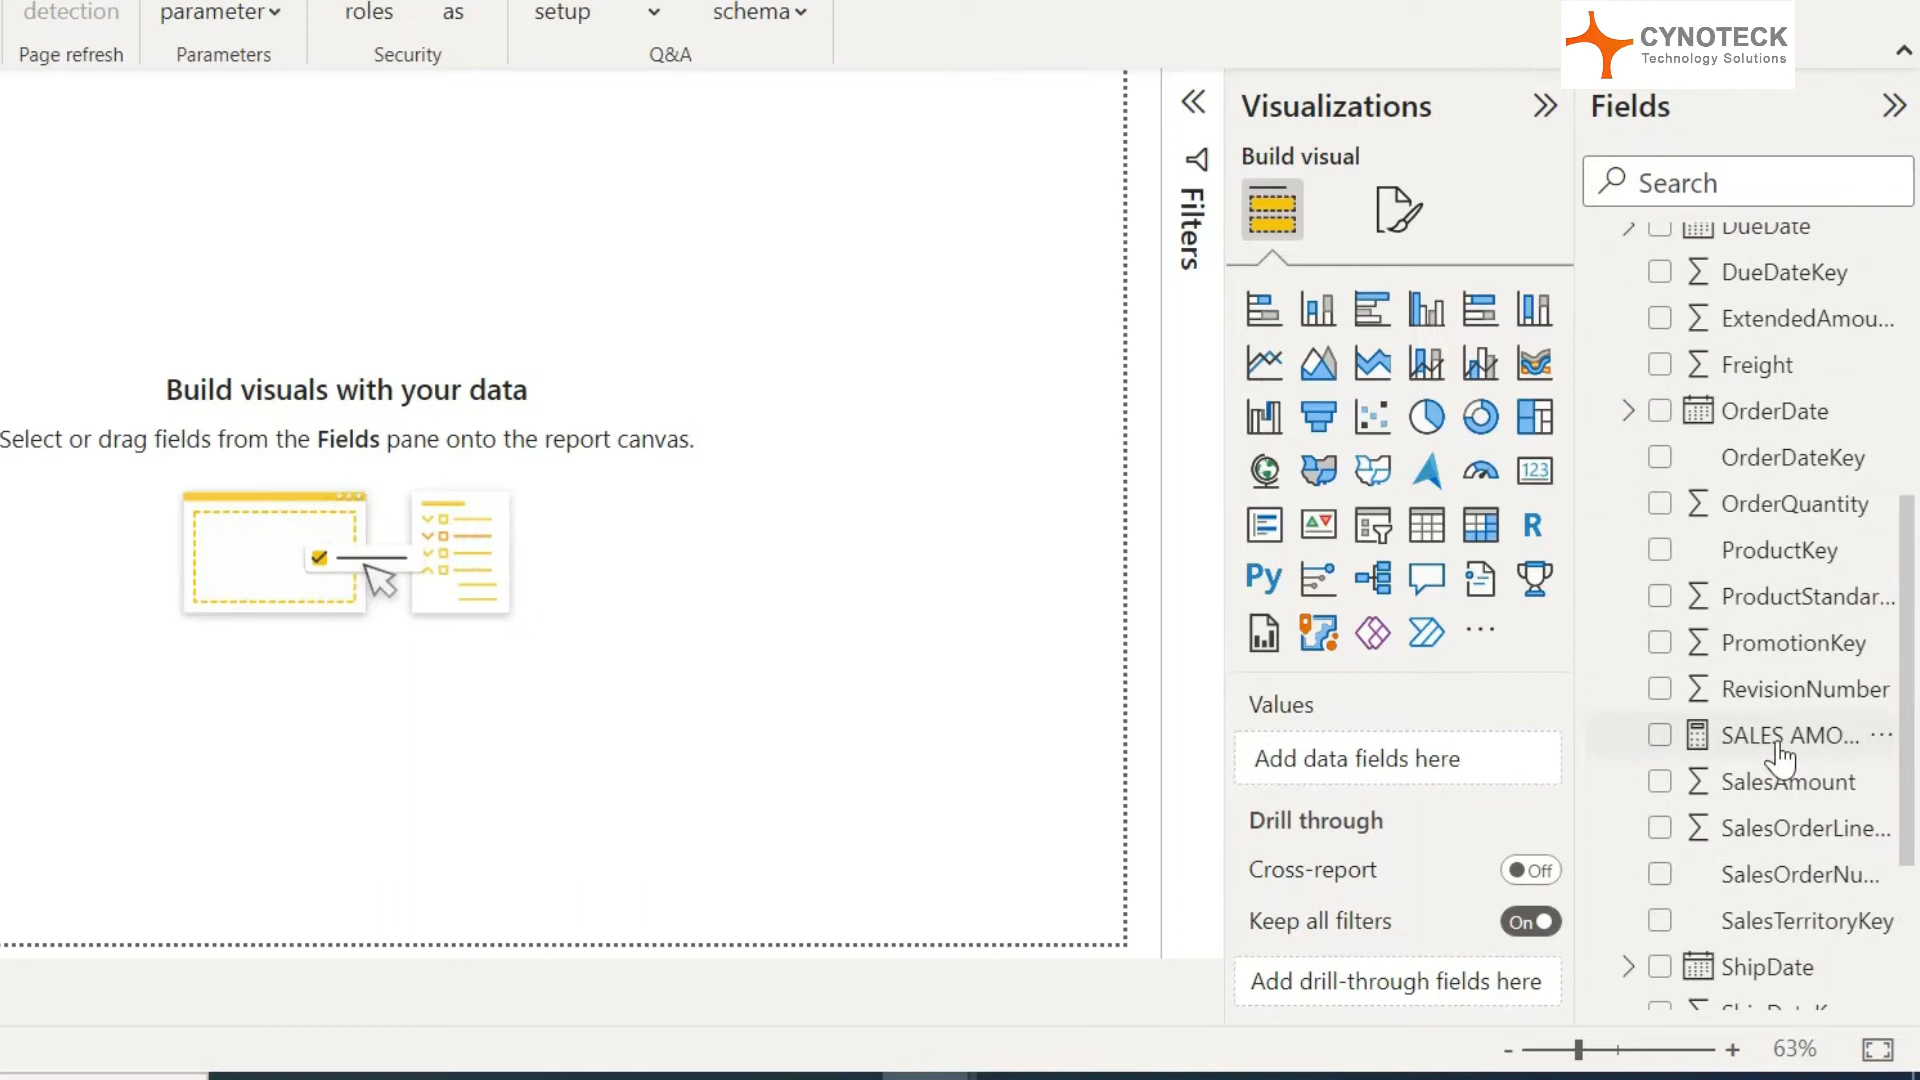 detection
parameter
roles as
setup
schema
Page refresh
Parameters
Security
Q&A
CYNOTECK
Technology Solutions
Filters
Visualizations
Build visual
Fields
Search
Build visuals with your data
Select or drag fields from the Fields pane onto the report canvas.
123
R
Py
Values
Add data fields here
Drill through
Cross-report
Off
Keep all filters
On
Add drill-through fields here
DueDate
DueDateKey
ExtendedAmou...
Freight
OrderDate
OrderDateKey
OrderQuantity
ProductKey
ProductStandar...
PromotionKey
RevisionNumber
SALES AMO...
SalesAmount
SalesOrderLine...
SalesOrderNu...
SalesTerritoryKey
ShipDate
- + 63%